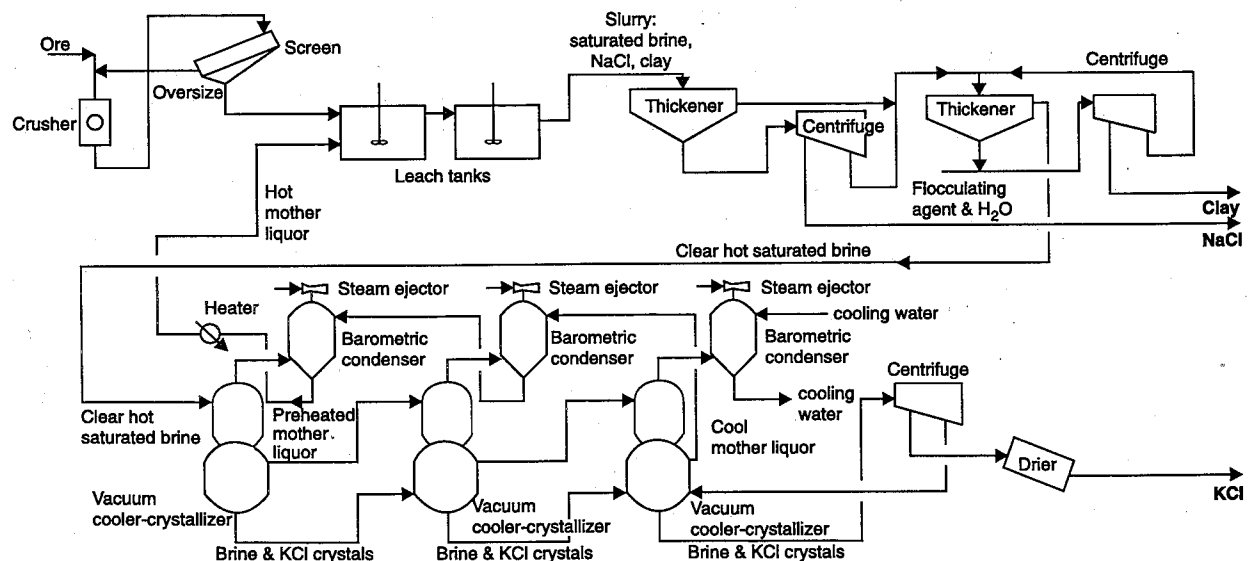 Ore
Screen
Oversize
Crusher
Slurry:
saturated brine,
NaCl, clay
Leach tanks
Hot
mother
liquor
Thickener
Centrifuge
Thickener
Centrifuge
Flocculating
agent & H₂O
Clay
NaCl
Clear hot saturated brine
Heater
Steam ejector
Barometric
condenser
Steam ejector
Barometric
condenser
Steam ejector
cooling water
Barometric
condenser
cooling
water
Centrifuge
Clear hot
saturated brine
Preheated
mother
liquor
Cool
mother liquor
Drier
KCl
Vacuum
cooler-crystallizer
Vacuum
cooler-crystallizer
Vacuum
cooler-crystallizer
Brine & KCl crystals
Brine & KCl crystals
Brine & KCl crystals